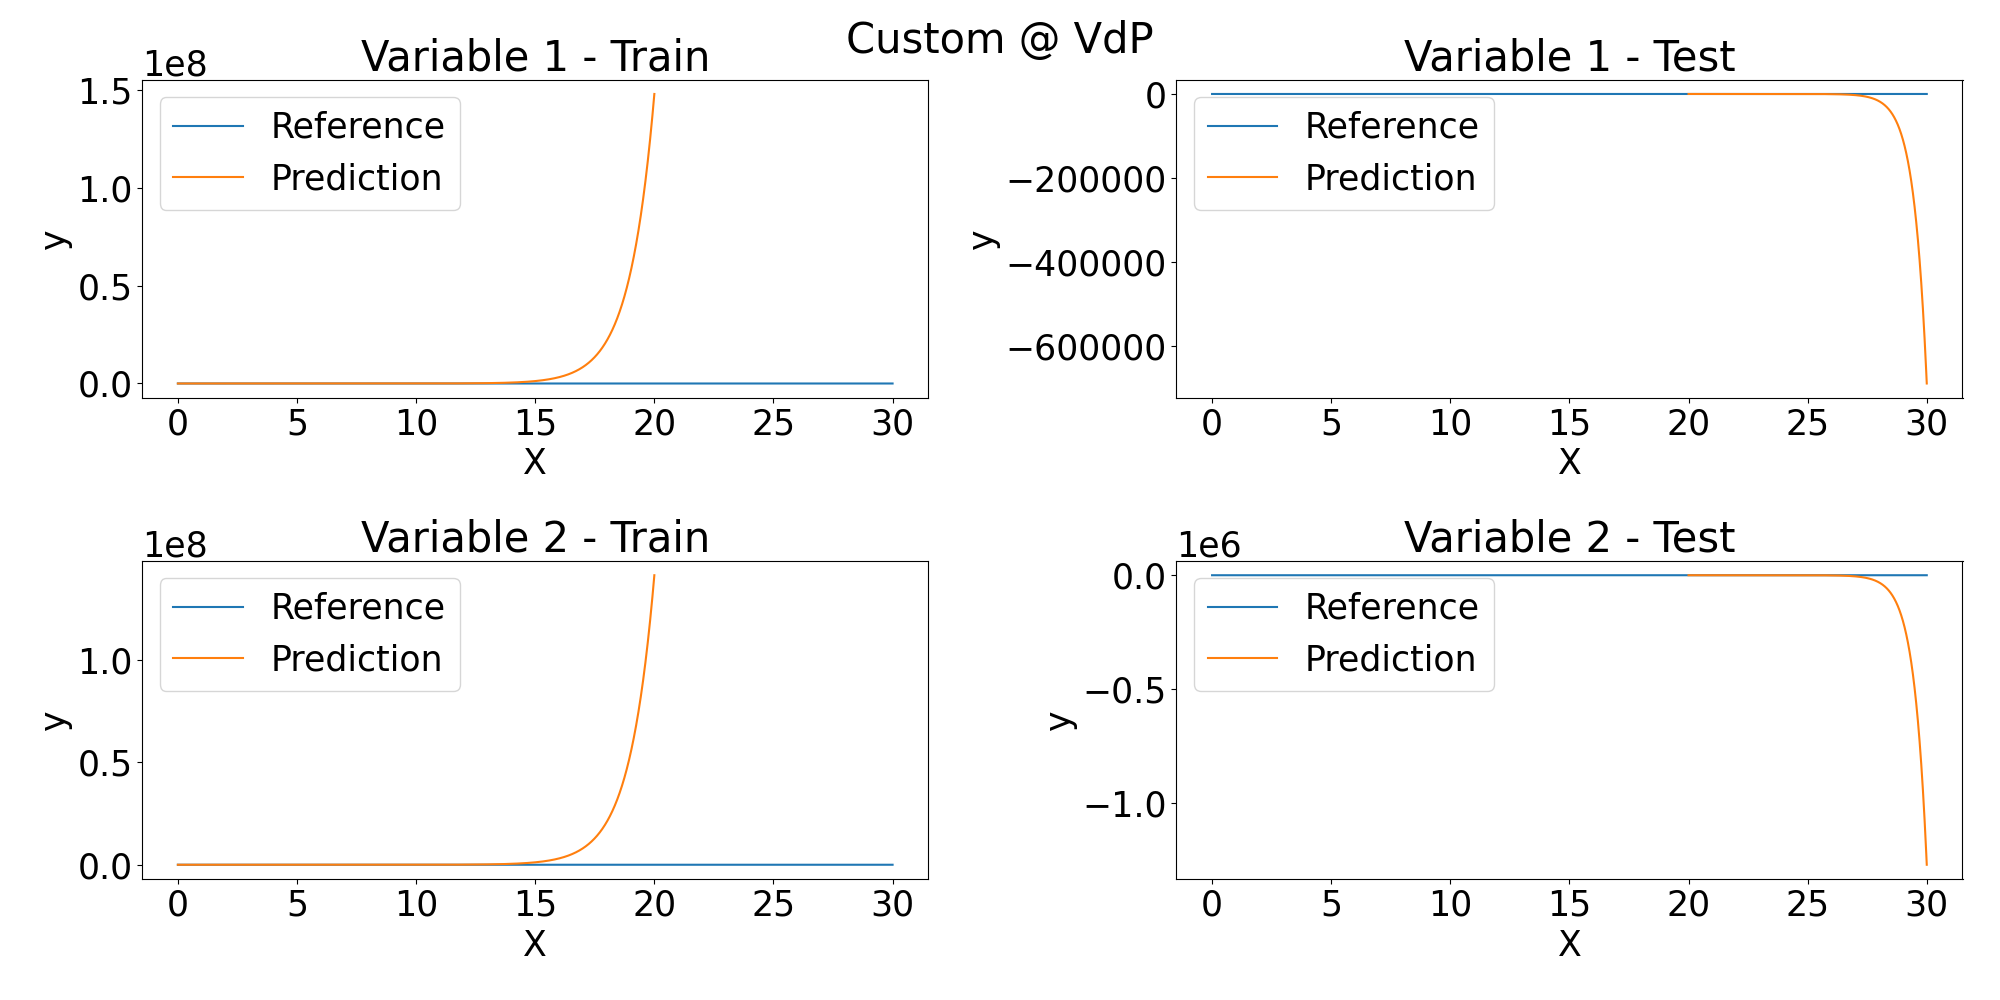 Custom @ VdP
Variable 1 - Train
1e8
1.5
1.0
0.5
0.0
y
Reference
Prediction
0 5 10 15 20 25 30
X
Variable 1 - Test
0
−200000
−400000
−600000
y
Reference
Prediction
0 5 10 15 20 25 30
X
Variable 2 - Train
1e8
1.0
0.5
0.0
y
Reference
Prediction
0 5 10 15 20 25 30
X
Variable 2 - Test
1e6
0.0
−0.5
−1.0
y
Reference
Prediction
0 5 10 15 20 25 30
X